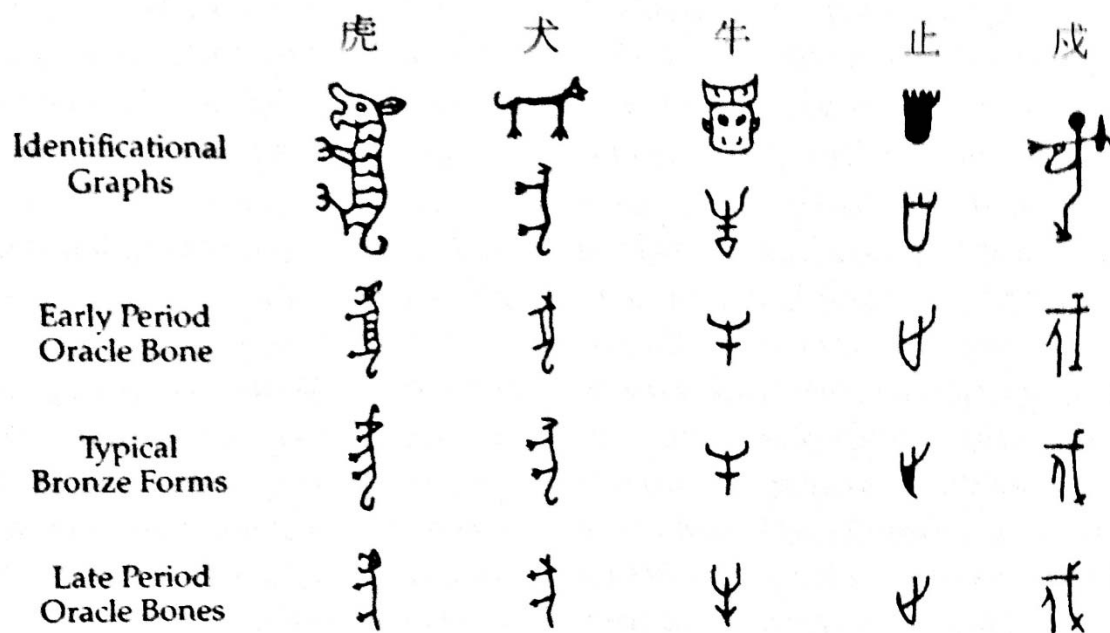 虎 犬 牛 止 戍
Identificational
Graphs
Early Period
Oracle Bone
Typical
Bronze Forms
Late Period
Oracle Bones